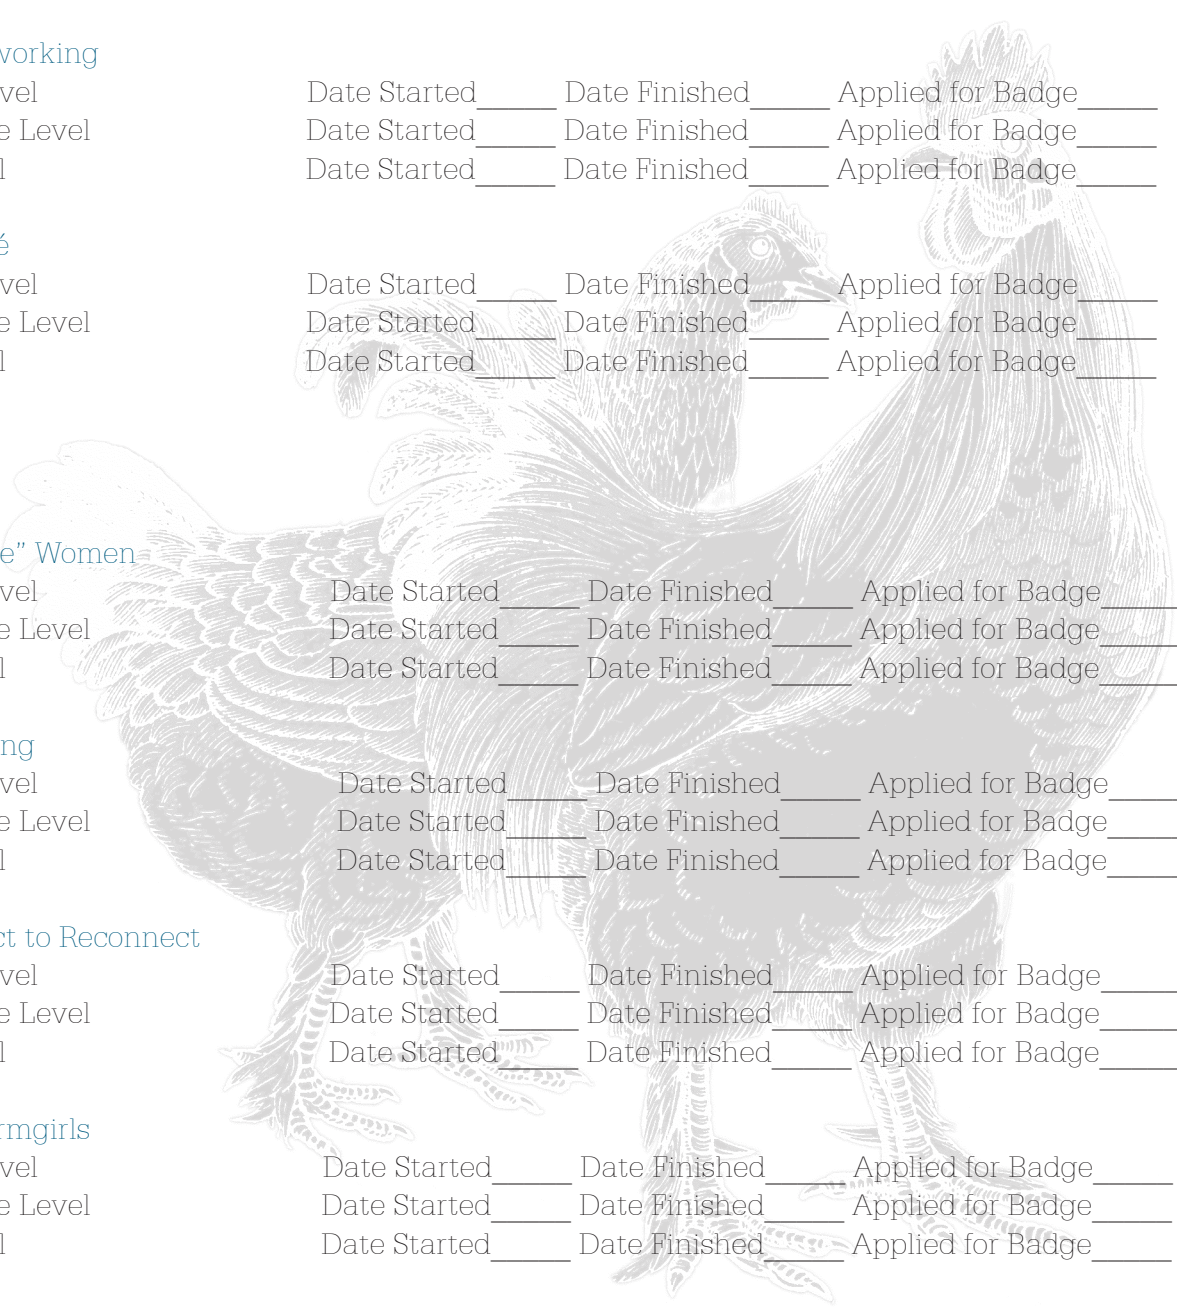 working
vel Date Started_____ Date Finished_____ Applied for Badge_____
e Level Date Started_____ Date Finished_____ Applied for Badge_____
l Date Started_____ Date Finished_____ Applied for Badge_____
é
vel Date Started_____ Date Finished_____ Applied for Badge_____
e Level Date Started_____ Date Finished_____ Applied for Badge_____
l Date Started_____ Date Finished_____ Applied for Badge_____
e” Women
vel Date Started_____ Date Finished_____ Applied for Badge_____
e Level Date Started_____ Date Finished_____ Applied for Badge_____
l Date Started_____ Date Finished_____ Applied for Badge_____
ng
vel Date Started_____ Date Finished_____ Applied for Badge_____
e Level Date Started_____ Date Finished_____ Applied for Badge_____
l Date Started_____ Date Finished_____ Applied for Badge_____
ct to Reconnect
vel Date Started_____ Date Finished_____ Applied for Badge_____
e Level Date Started_____ Date Finished_____ Applied for Badge_____
l Date Started_____ Date Finished_____ Applied for Badge_____
rmgirls
vel Date Started_____ Date Finished_____ Applied for Badge_____
e Level Date Started_____ Date Finished_____ Applied for Badge_____
l Date Started_____ Date Finished_____ Applied for Badge_____